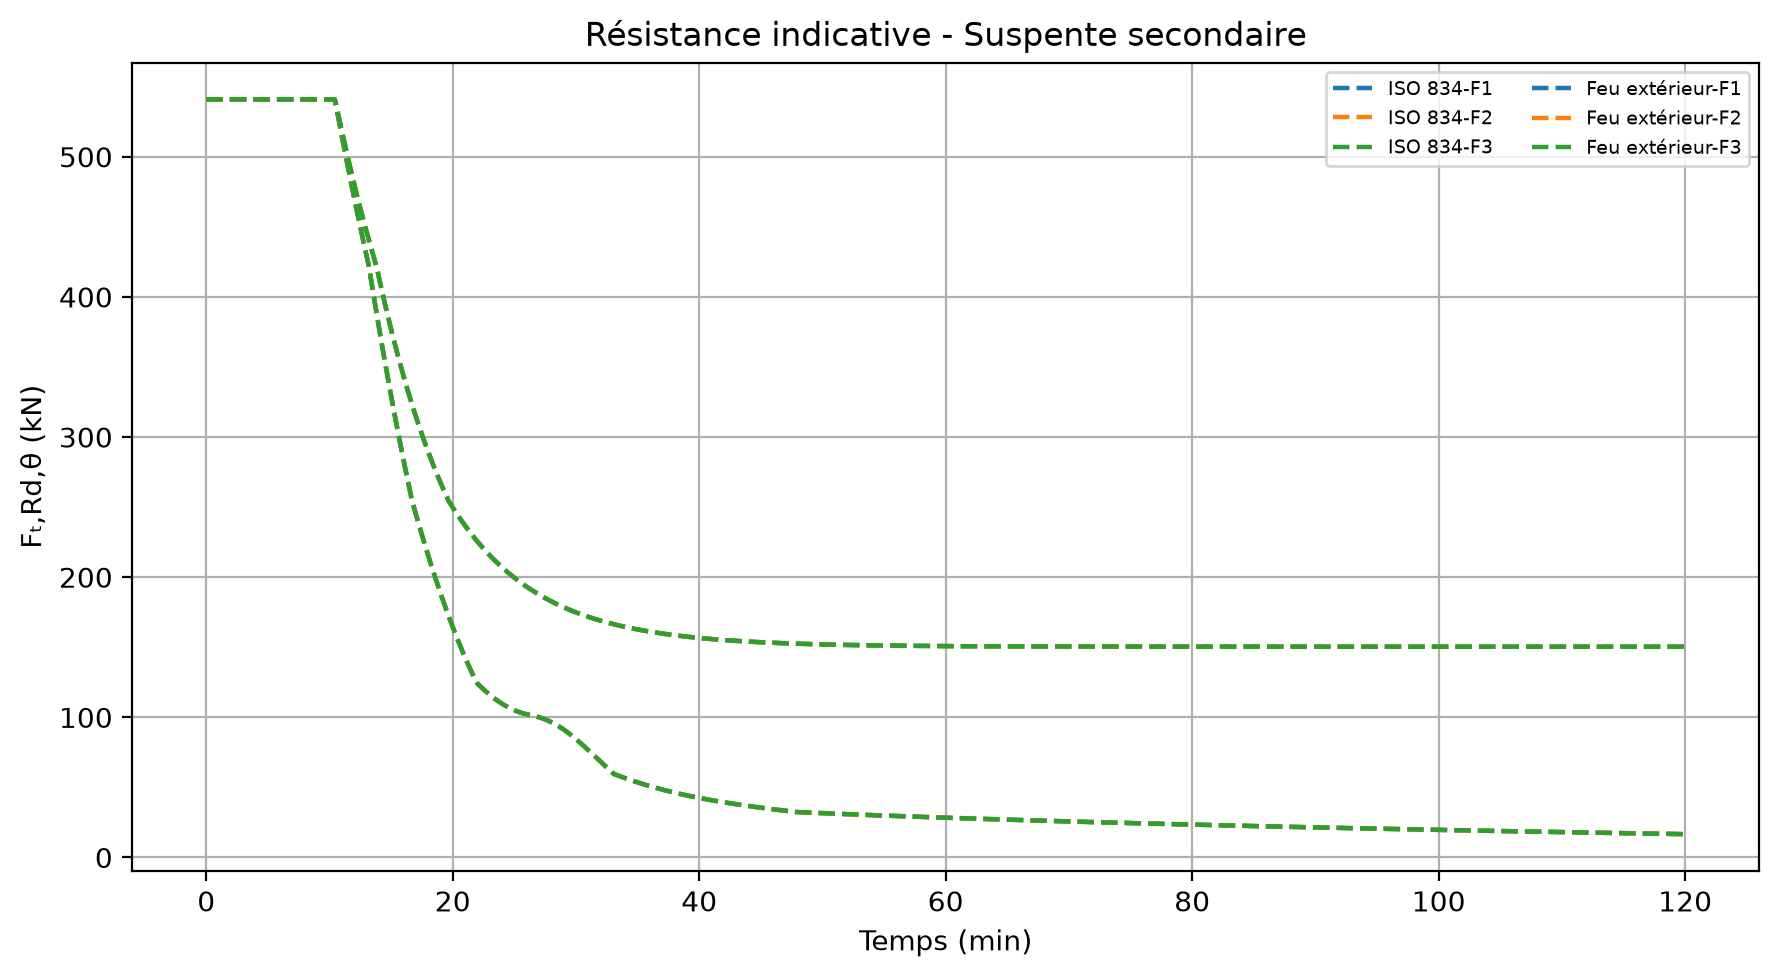 Résistance indicative - Suspente secondaire
ISO 834-F1
ISO 834-F2
ISO 834-F3
Feu extérieur-F1
Feu extérieur-F2
Feu extérieur-F3
Fₜ,Rd,θ (kN)
500
400
300
200
100
0
0 20 40 60 80 100 120
Temps (min)